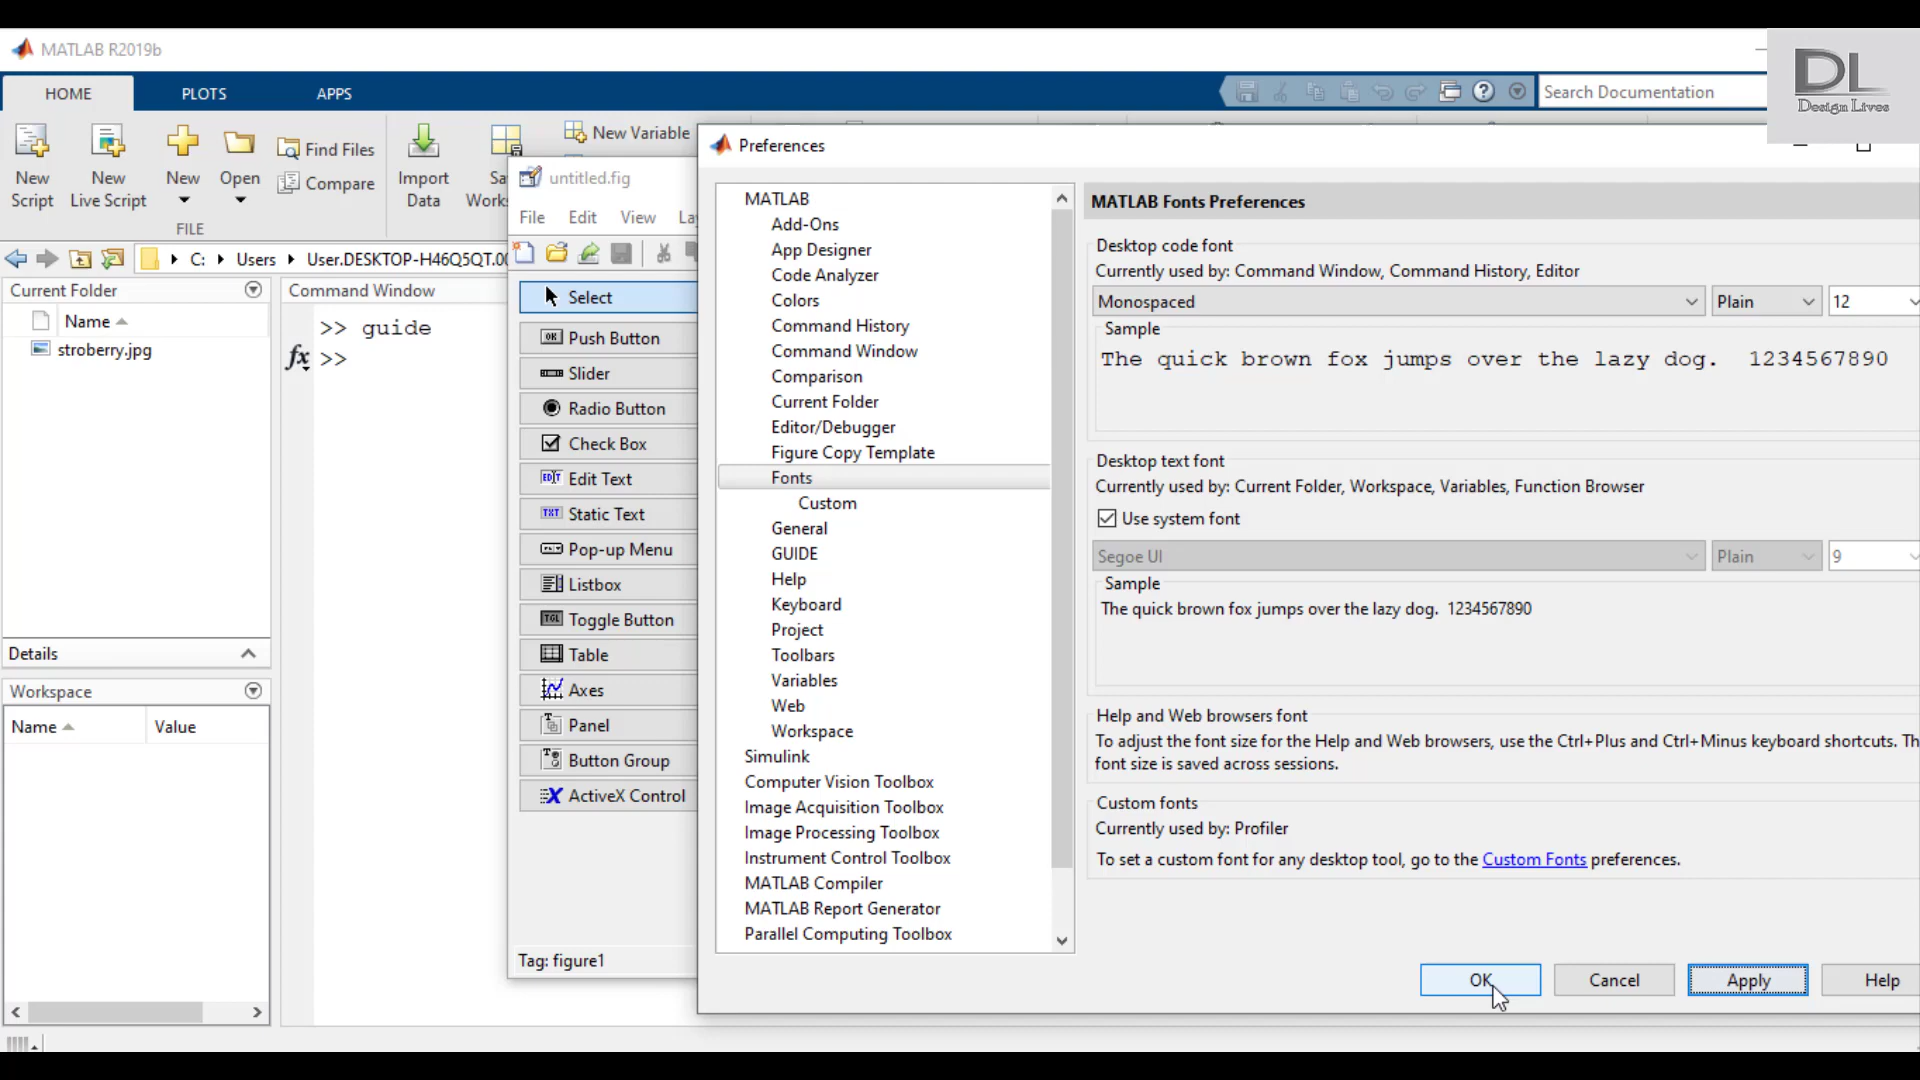 MATLAB R2019b
DL
Design Lives
HOME PLOTS APPS
Search Documentation
New Script
New Live Script
New
Open
Find Files
Compare
FILE
Import Data
New Variable
C: Users User.DESKTOP-H46Q5QT.00
Current Folder
Name
stroberry.jpg
Details
Workspace
Name Value
Command Window
>> guide
fx >>
untitled.fig
File Edit View
Select
OK Push Button
Slider
Radio Button
Check Box
EDIT Edit Text
TXT Static Text
Pop-up Menu
Listbox
TGL Toggle Button
Table
Axes
Panel
Button Group
ActiveX Control
Tag: figure1
Preferences
MATLAB
Add-Ons
App Designer
Code Analyzer
Colors
Command History
Command Window
Comparison
Current Folder
Editor/Debugger
Figure Copy Template
Fonts
Custom
General
GUIDE
Help
Keyboard
Project
Toolbars
Variables
Web
Workspace
Simulink
Computer Vision Toolbox
Image Acquisition Toolbox
Image Processing Toolbox
Instrument Control Toolbox
MATLAB Compiler
MATLAB Report Generator
Parallel Computing Toolbox
MATLAB Fonts Preferences
Desktop code font
Currently used by: Command Window, Command History, Editor
Monospaced Plain 12
Sample
The quick brown fox jumps over the lazy dog. 1234567890
Desktop text font
Currently used by: Current Folder, Workspace, Variables, Function Browser
Use system font
Segoe UI Plain 9
Sample
The quick brown fox jumps over the lazy dog. 1234567890
Help and Web browsers font
To adjust the font size for the Help and Web browsers, use the Ctrl+Plus and Ctrl+Minus keyboard shortcuts. The
font size is saved across sessions.
Custom fonts
Currently used by: Profiler
To set a custom font for any desktop tool, go to the Custom Fonts preferences.
OK Cancel Apply Help